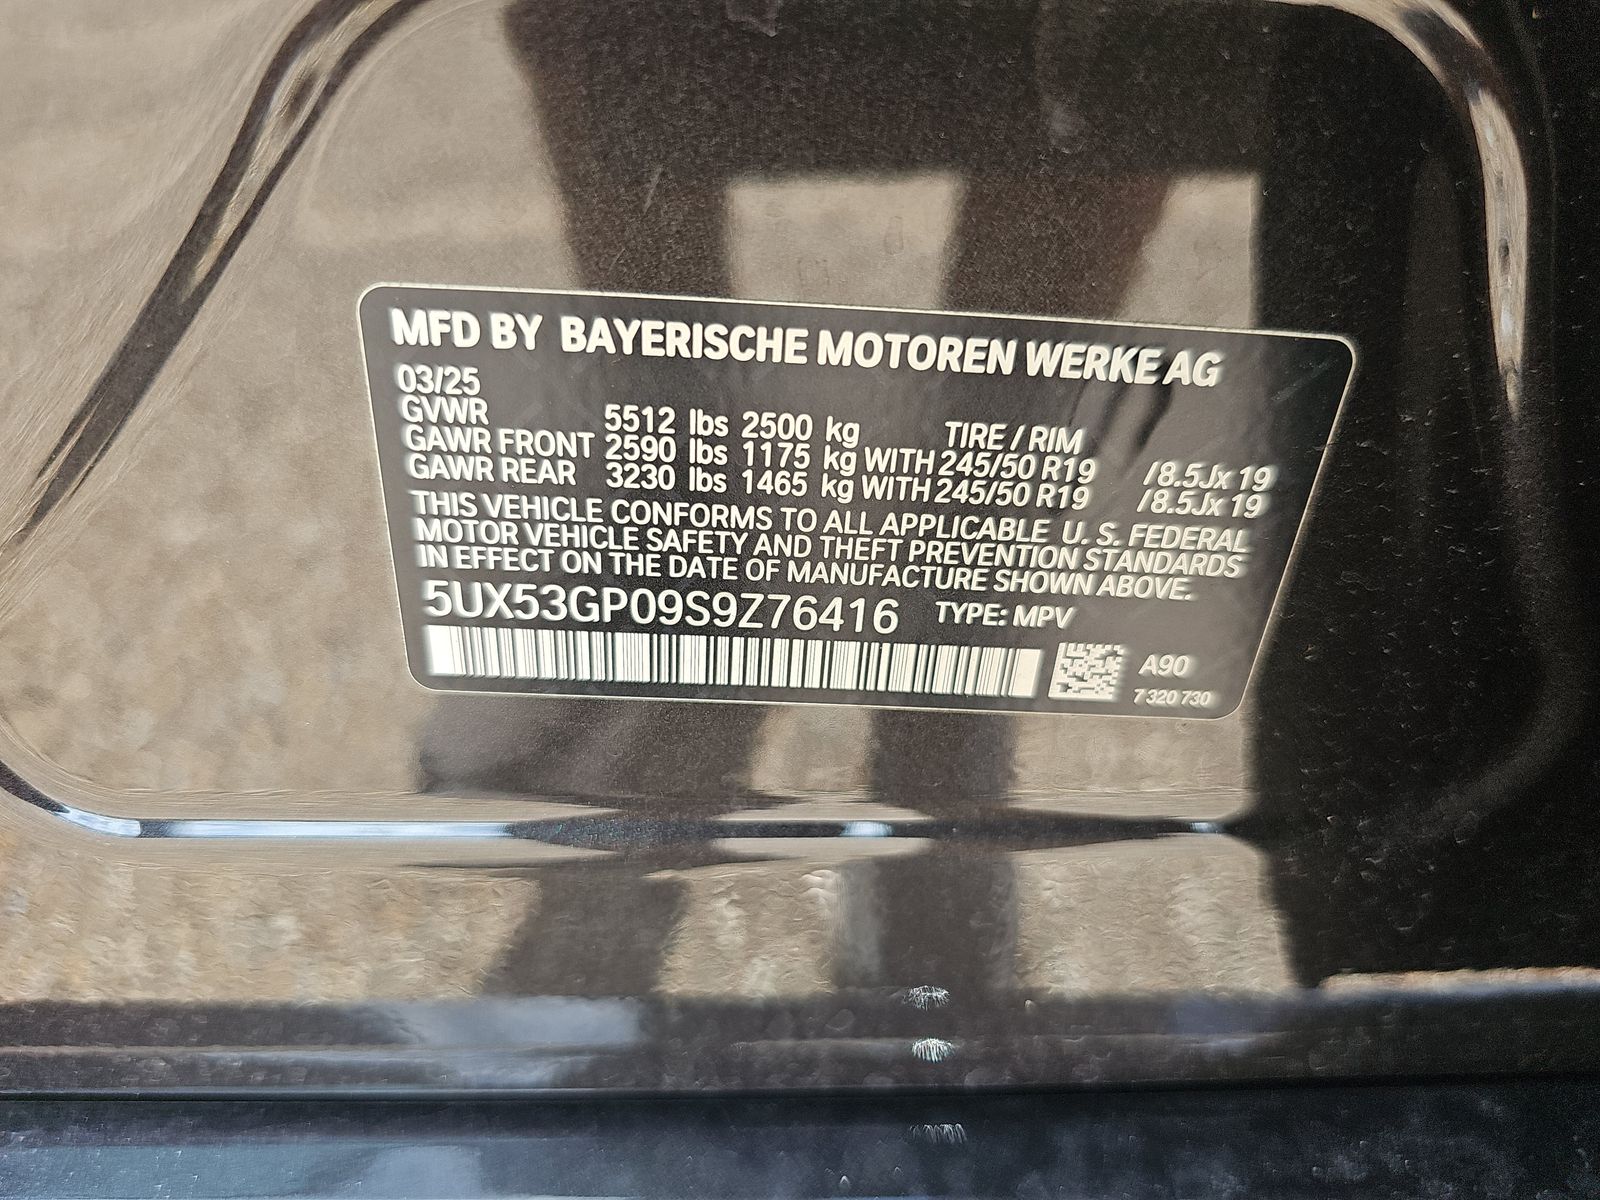 MFD BY BAYERISCHE MOTOREN WERKE AG
03/25
GVWR 5512 lbs 2500 kg TIRE / RIM
GAWR FRONT 2590 lbs 1175 kg WITH 245/50 R19 /8.5Jx 19
GAWR REAR 3230 lbs 1465 kg WITH 245/50 R19 /8.5Jx 19
THIS VEHICLE CONFORMS TO ALL APPLICABLE U. S. FEDERAL
MOTOR VEHICLE SAFETY AND THEFT PREVENTION STANDARDS
IN EFFECT ON THE DATE OF MANUFACTURE SHOWN ABOVE.
5UX53GP09S9Z76416 TYPE: MPV
A90
7 320 730